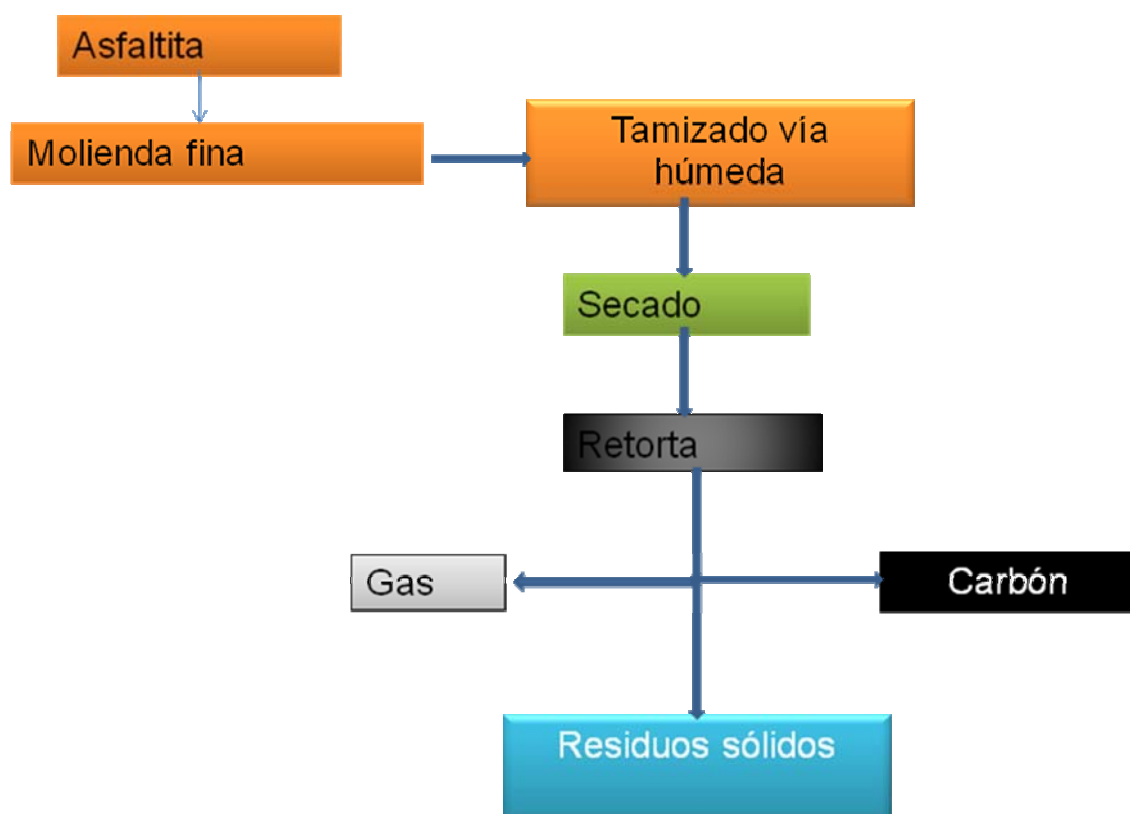 Asfaltita
Molienda fina
Tamizado vía
húmeda
Secado
Retorta
Gas
Carbón
Residuos sólidos